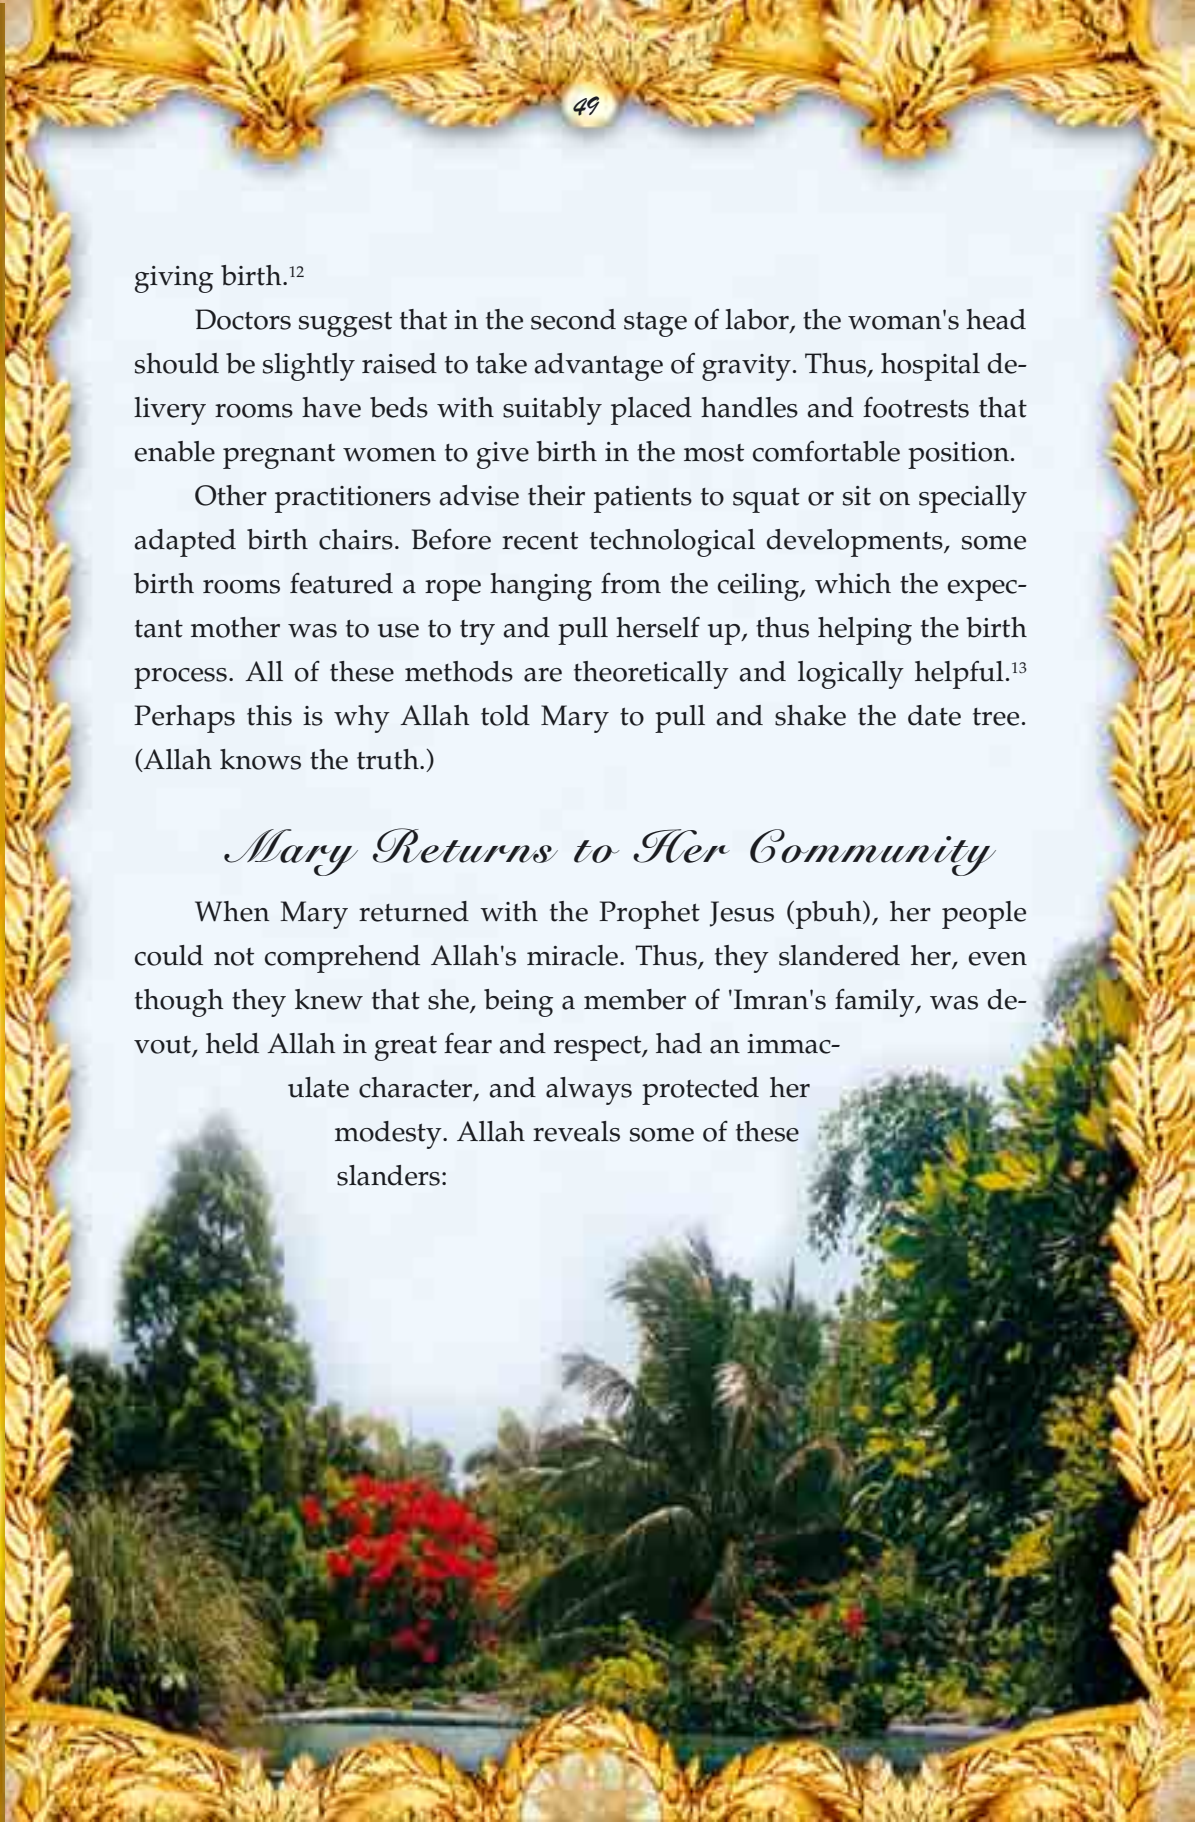 49
giving birth.¹²
Doctors suggest that in the second stage of labor, the woman's head
should be slightly raised to take advantage of gravity. Thus, hospital de-
livery rooms have beds with suitably placed handles and footrests that
enable pregnant women to give birth in the most comfortable position.
Other practitioners advise their patients to squat or sit on specially
adapted birth chairs. Before recent technological developments, some
birth rooms featured a rope hanging from the ceiling, which the expec-
tant mother was to use to try and pull herself up, thus helping the birth
process. All of these methods are theoretically and logically helpful.¹³
Perhaps this is why Allah told Mary to pull and shake the date tree.
(Allah knows the truth.)
Mary Returns to Her Community
When Mary returned with the Prophet Jesus (pbuh), her people
could not comprehend Allah's miracle. Thus, they slandered her, even
though they knew that she, being a member of 'Imran's family, was de-
vout, held Allah in great fear and respect, had an immac-
ulate character, and always protected her
modesty. Allah reveals some of these
slanders: